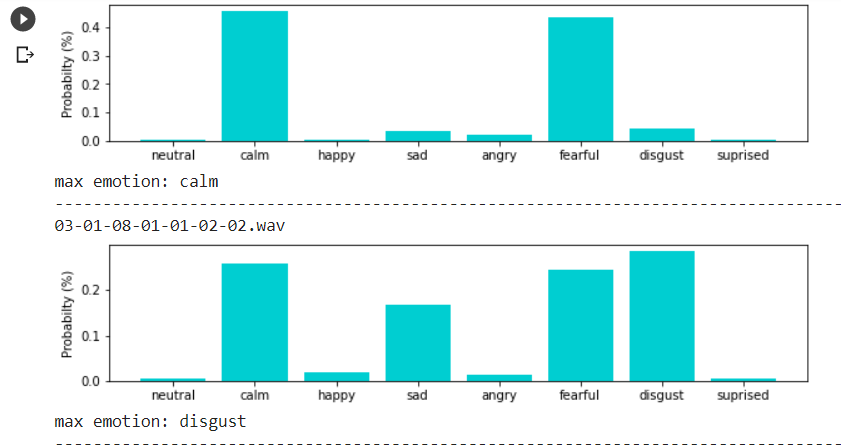 0.4
0.3
0.2
0.1
0.0
Probabilty (%)
neutral calm happy sad angry fearful disgust suprised
max emotion: calm
--------------------------------------------------------------------------------
03-01-08-01-01-02-02.wav
0.2
0.1
0.0
Probabilty (%)
neutral calm happy sad angry fearful disgust suprised
max emotion: disgust
--------------------------------------------------------------------------------